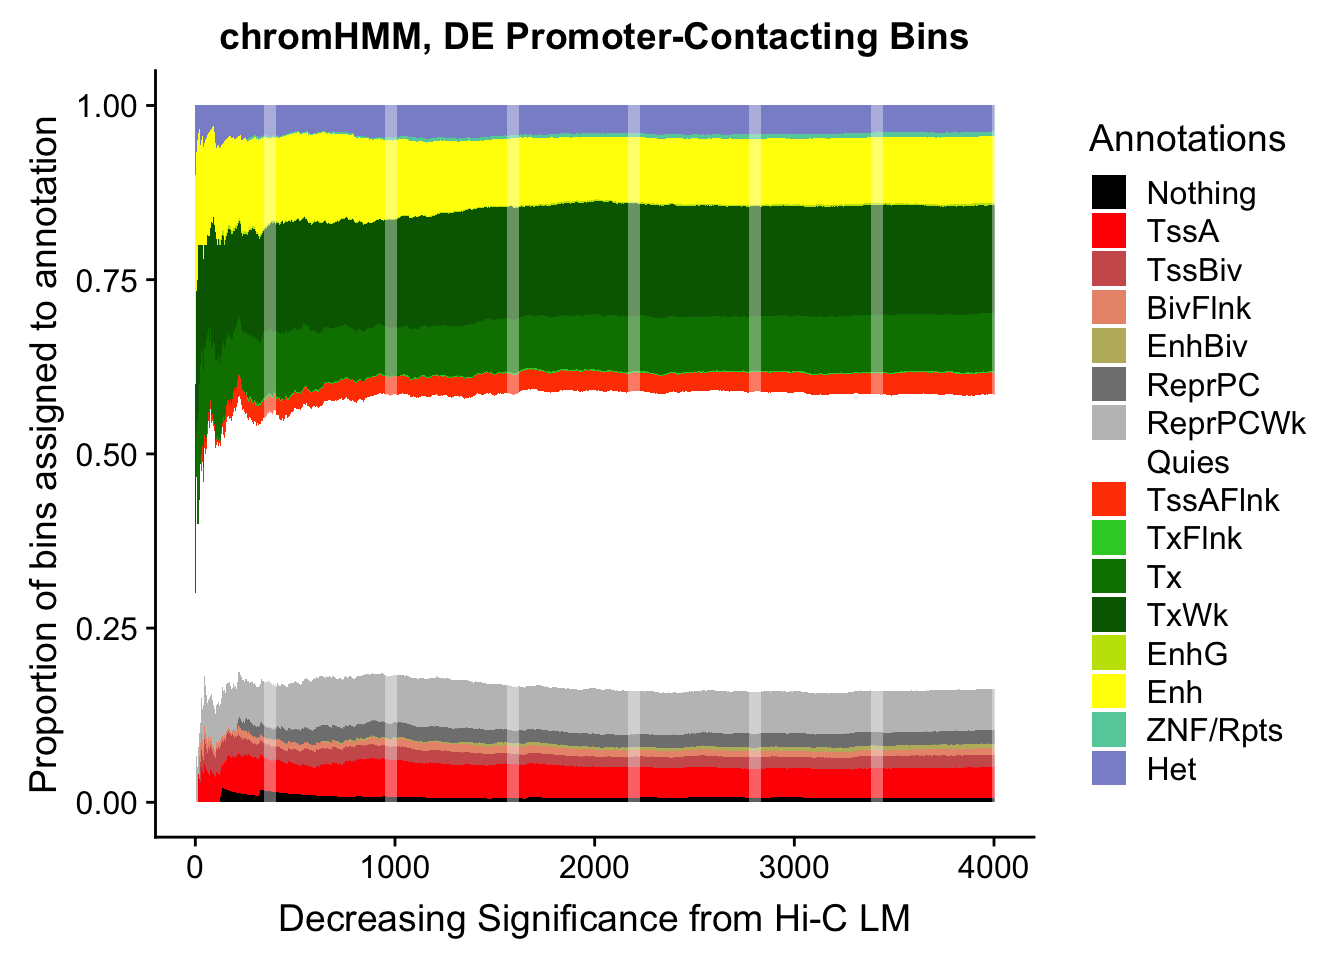 chromHMM, DE Promoter-Contacting Bins
Proportion of bins assigned to annotation
1.00
0.75
0.50
0.25
0.00
0
1000
2000
3000
4000
Decreasing Significance from Hi-C LM
Annotations
Nothing
TssA
TssBiv
BivFlnk
EnhBiv
ReprPC
ReprPCWk
Quies
TssAFlnk
TxFlnk
Tx
TxWk
EnhG
Enh
ZNF/Rpts
Het